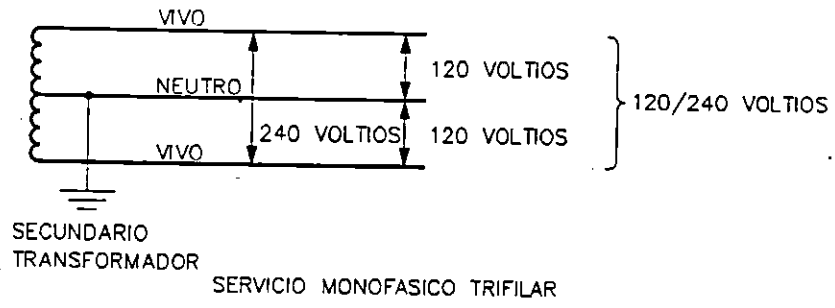 VIVO
120 VOLTIOS
NEUTRO
120/240 VOLTIOS
240 VOLTIOS
120 VOLTIOS
VIVO
SECUNDARIO
TRANSFORMADOR
SERVICIO MONOFASICO TRIFILAR